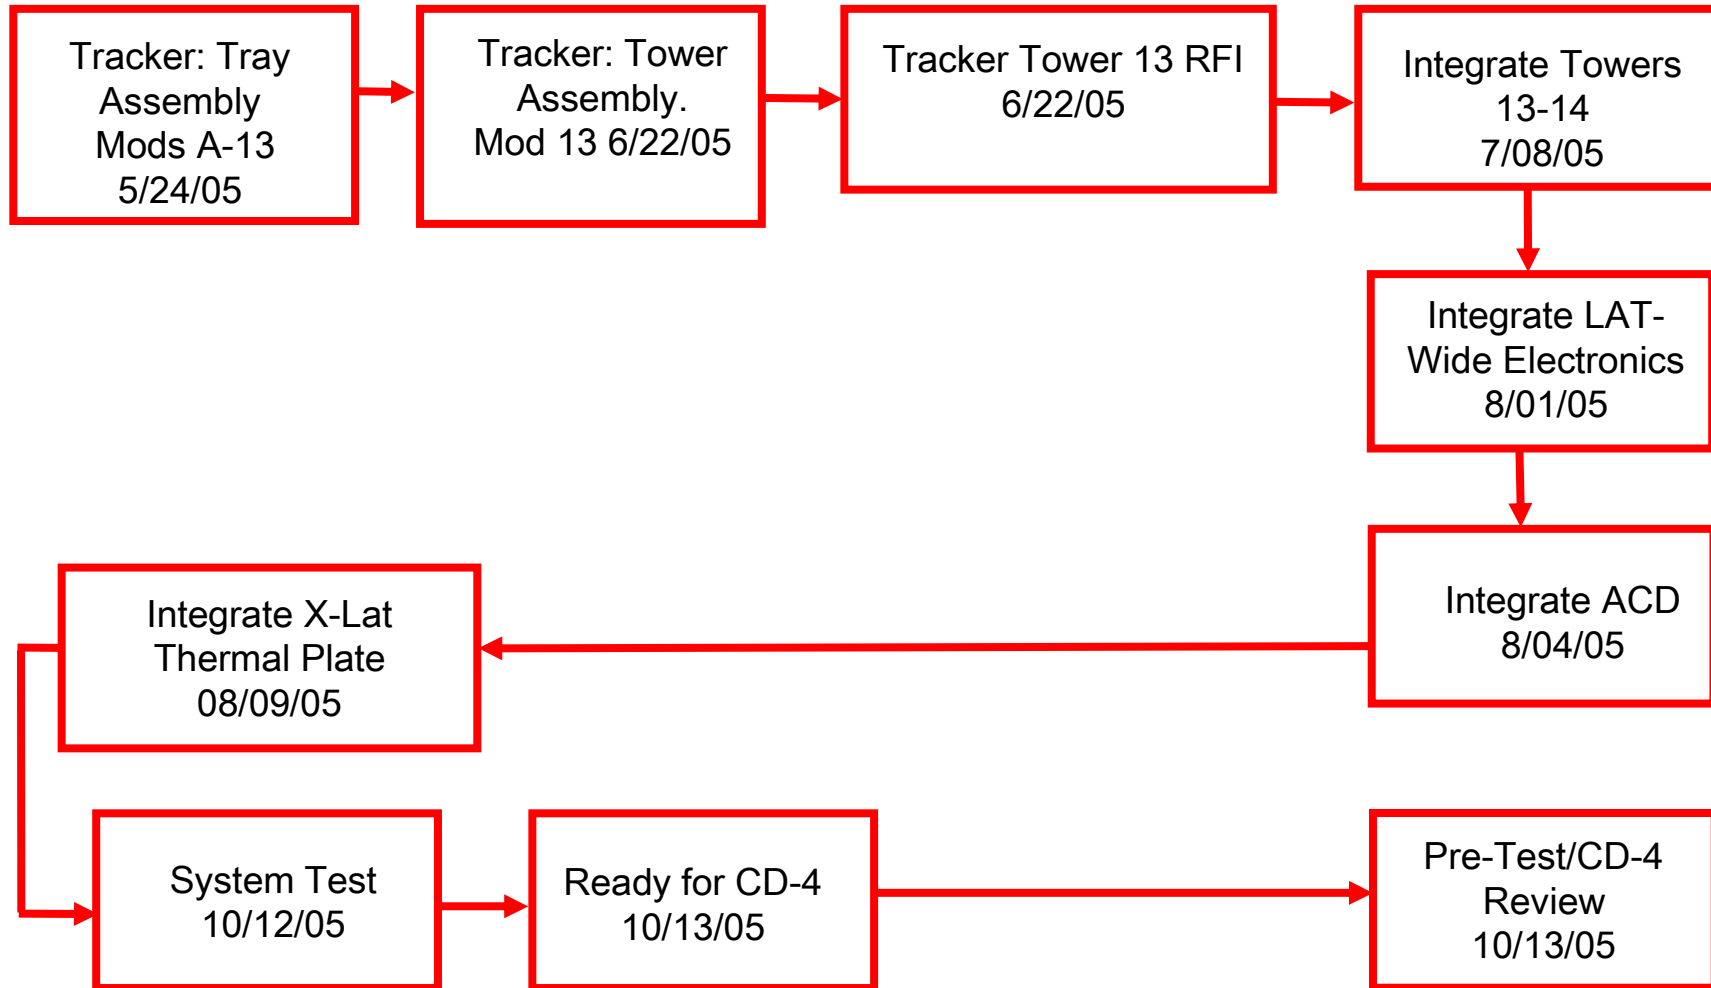 Tracker: Tray
Assembly
Mods A-13
5/24/05
Tracker: Tower
Assembly.
Mod 13 6/22/05
Tracker Tower 13 RFI
6/22/05
Integrate Towers
13-14
7/08/05
Integrate LAT-
Wide Electronics
8/01/05
Integrate ACD
8/04/05
Integrate X-Lat
Thermal Plate
08/09/05
System Test
10/12/05
Ready for CD-4
10/13/05
Pre-Test/CD-4
Review
10/13/05